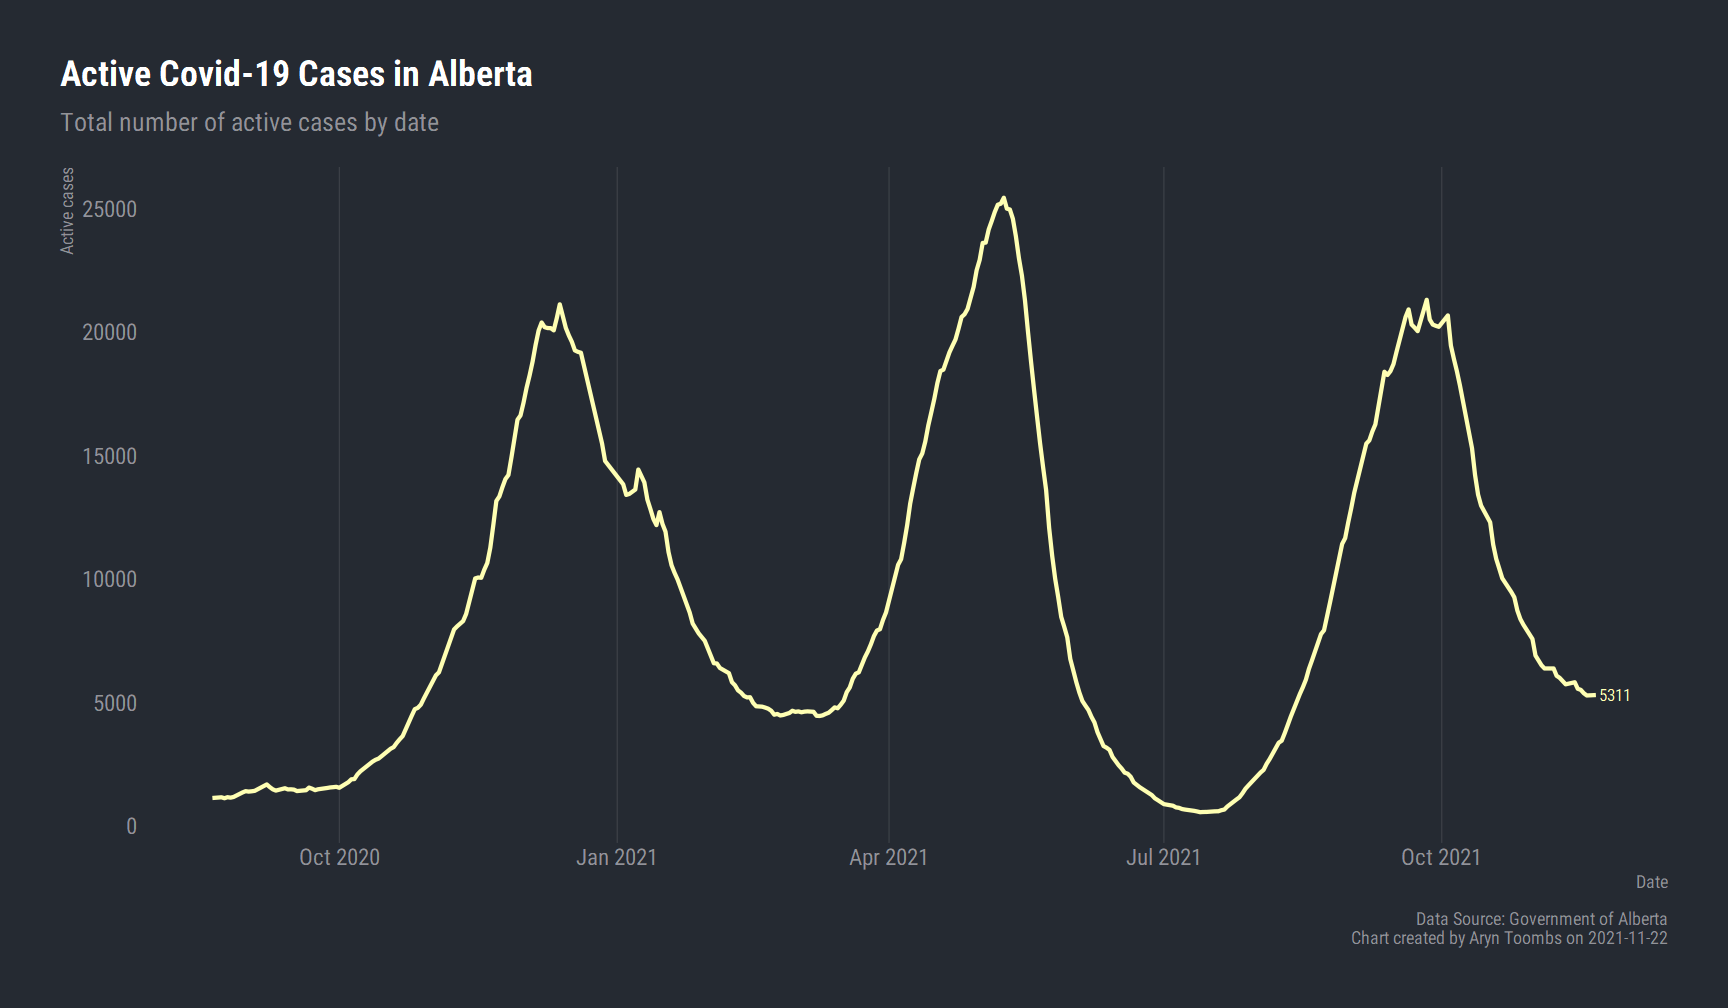 Active Covid-19 Cases in Alberta
Total number of active cases by date
Active cases
25000
20000
15000
10000
5000
0
5311
Oct 2020 Jan 2021 Apr 2021 Jul 2021 Oct 2021
Date
Data Source: Government of Alberta
Chart created by Aryn Toombs on 2021-11-22